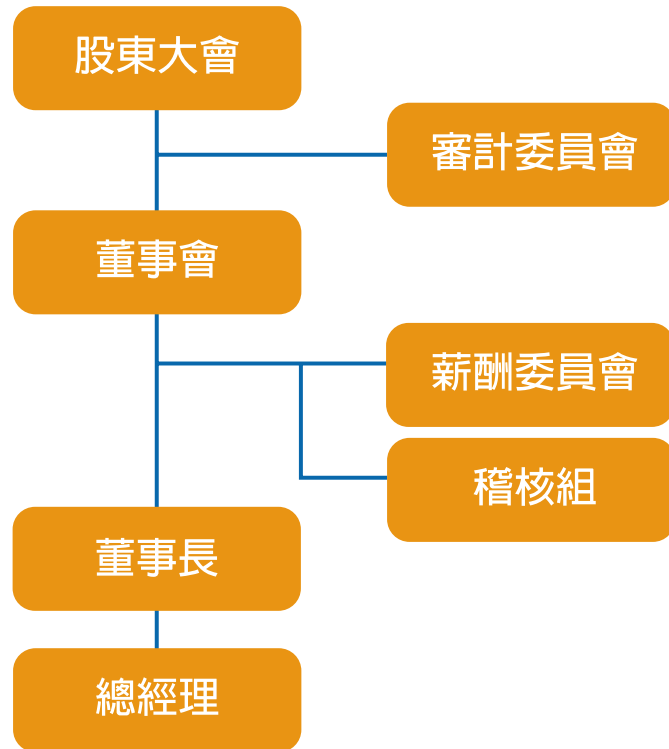 股東大會
審計委員會
董事會
薪酬委員會
稽核組
董事長
總經理